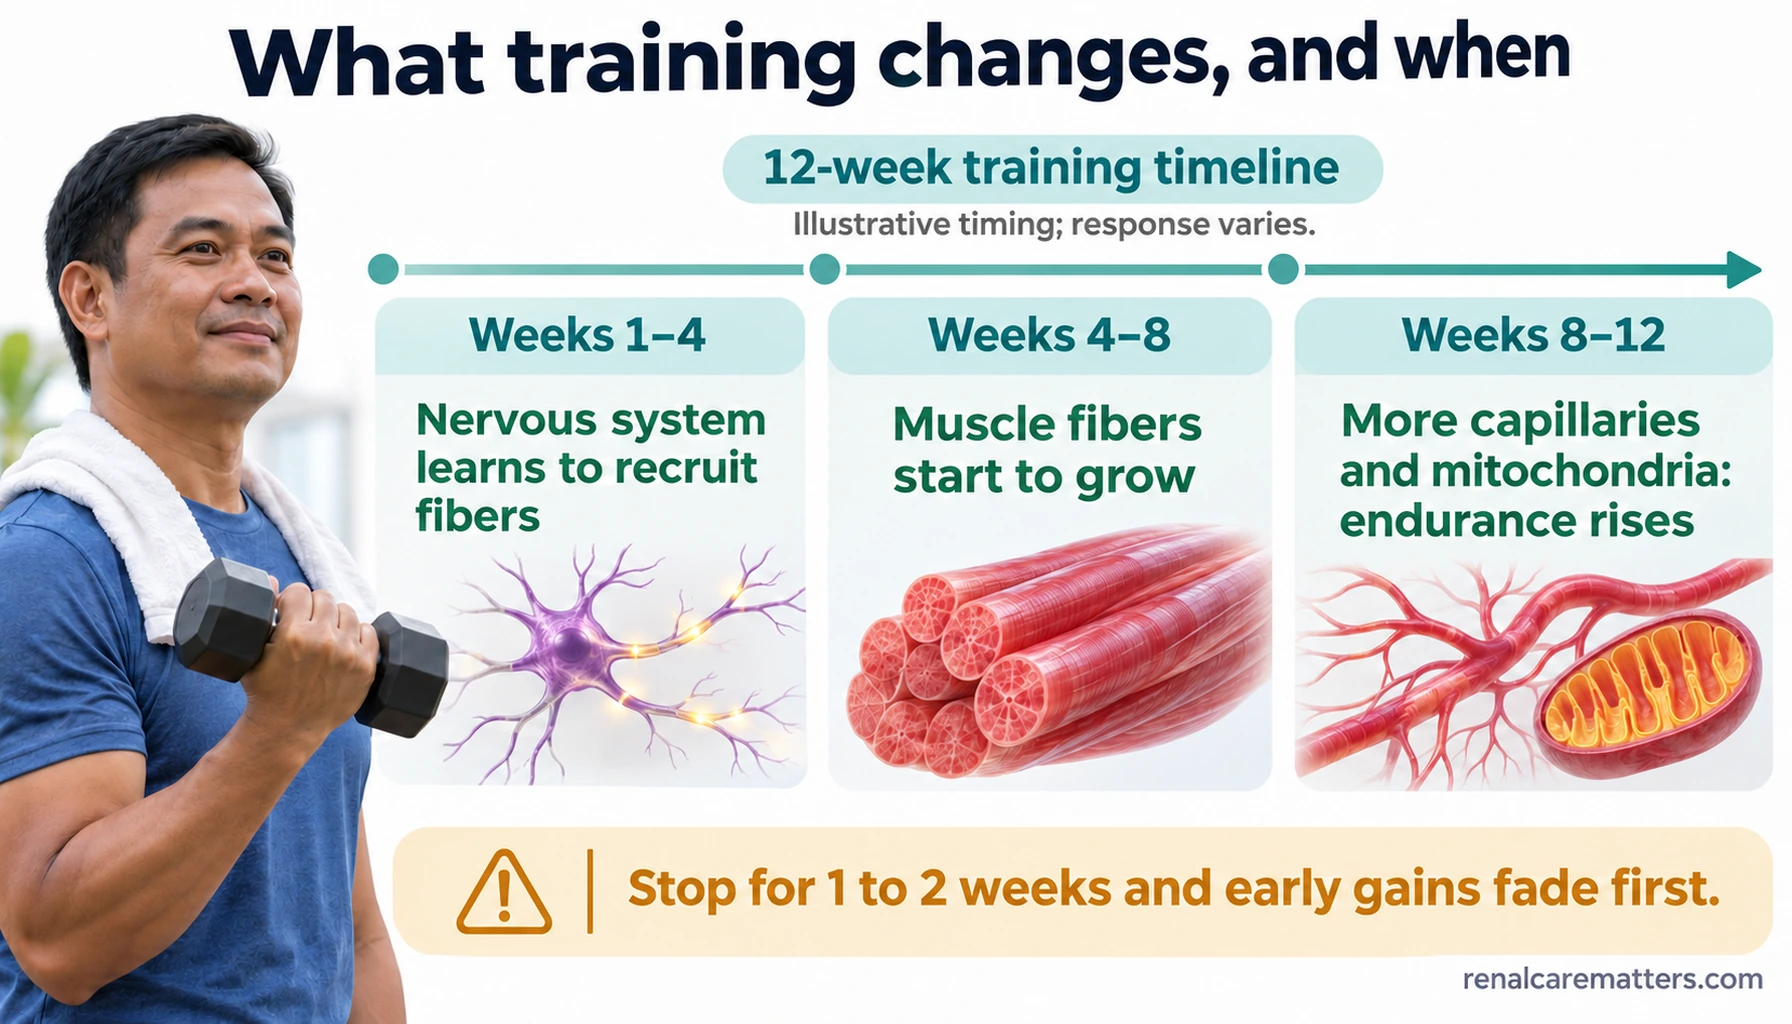 What training changes, and when
12-week training timeline
Illustrative timing; response varies.
Weeks 1–4
Nervous system
learns to recruit
fibers
Weeks 4–8
Muscle fibers
start to grow
Weeks 8–12
More capillaries
and mitochondria:
endurance rises
Stop for 1 to 2 weeks and early gains fade first.
renalcarematters.com